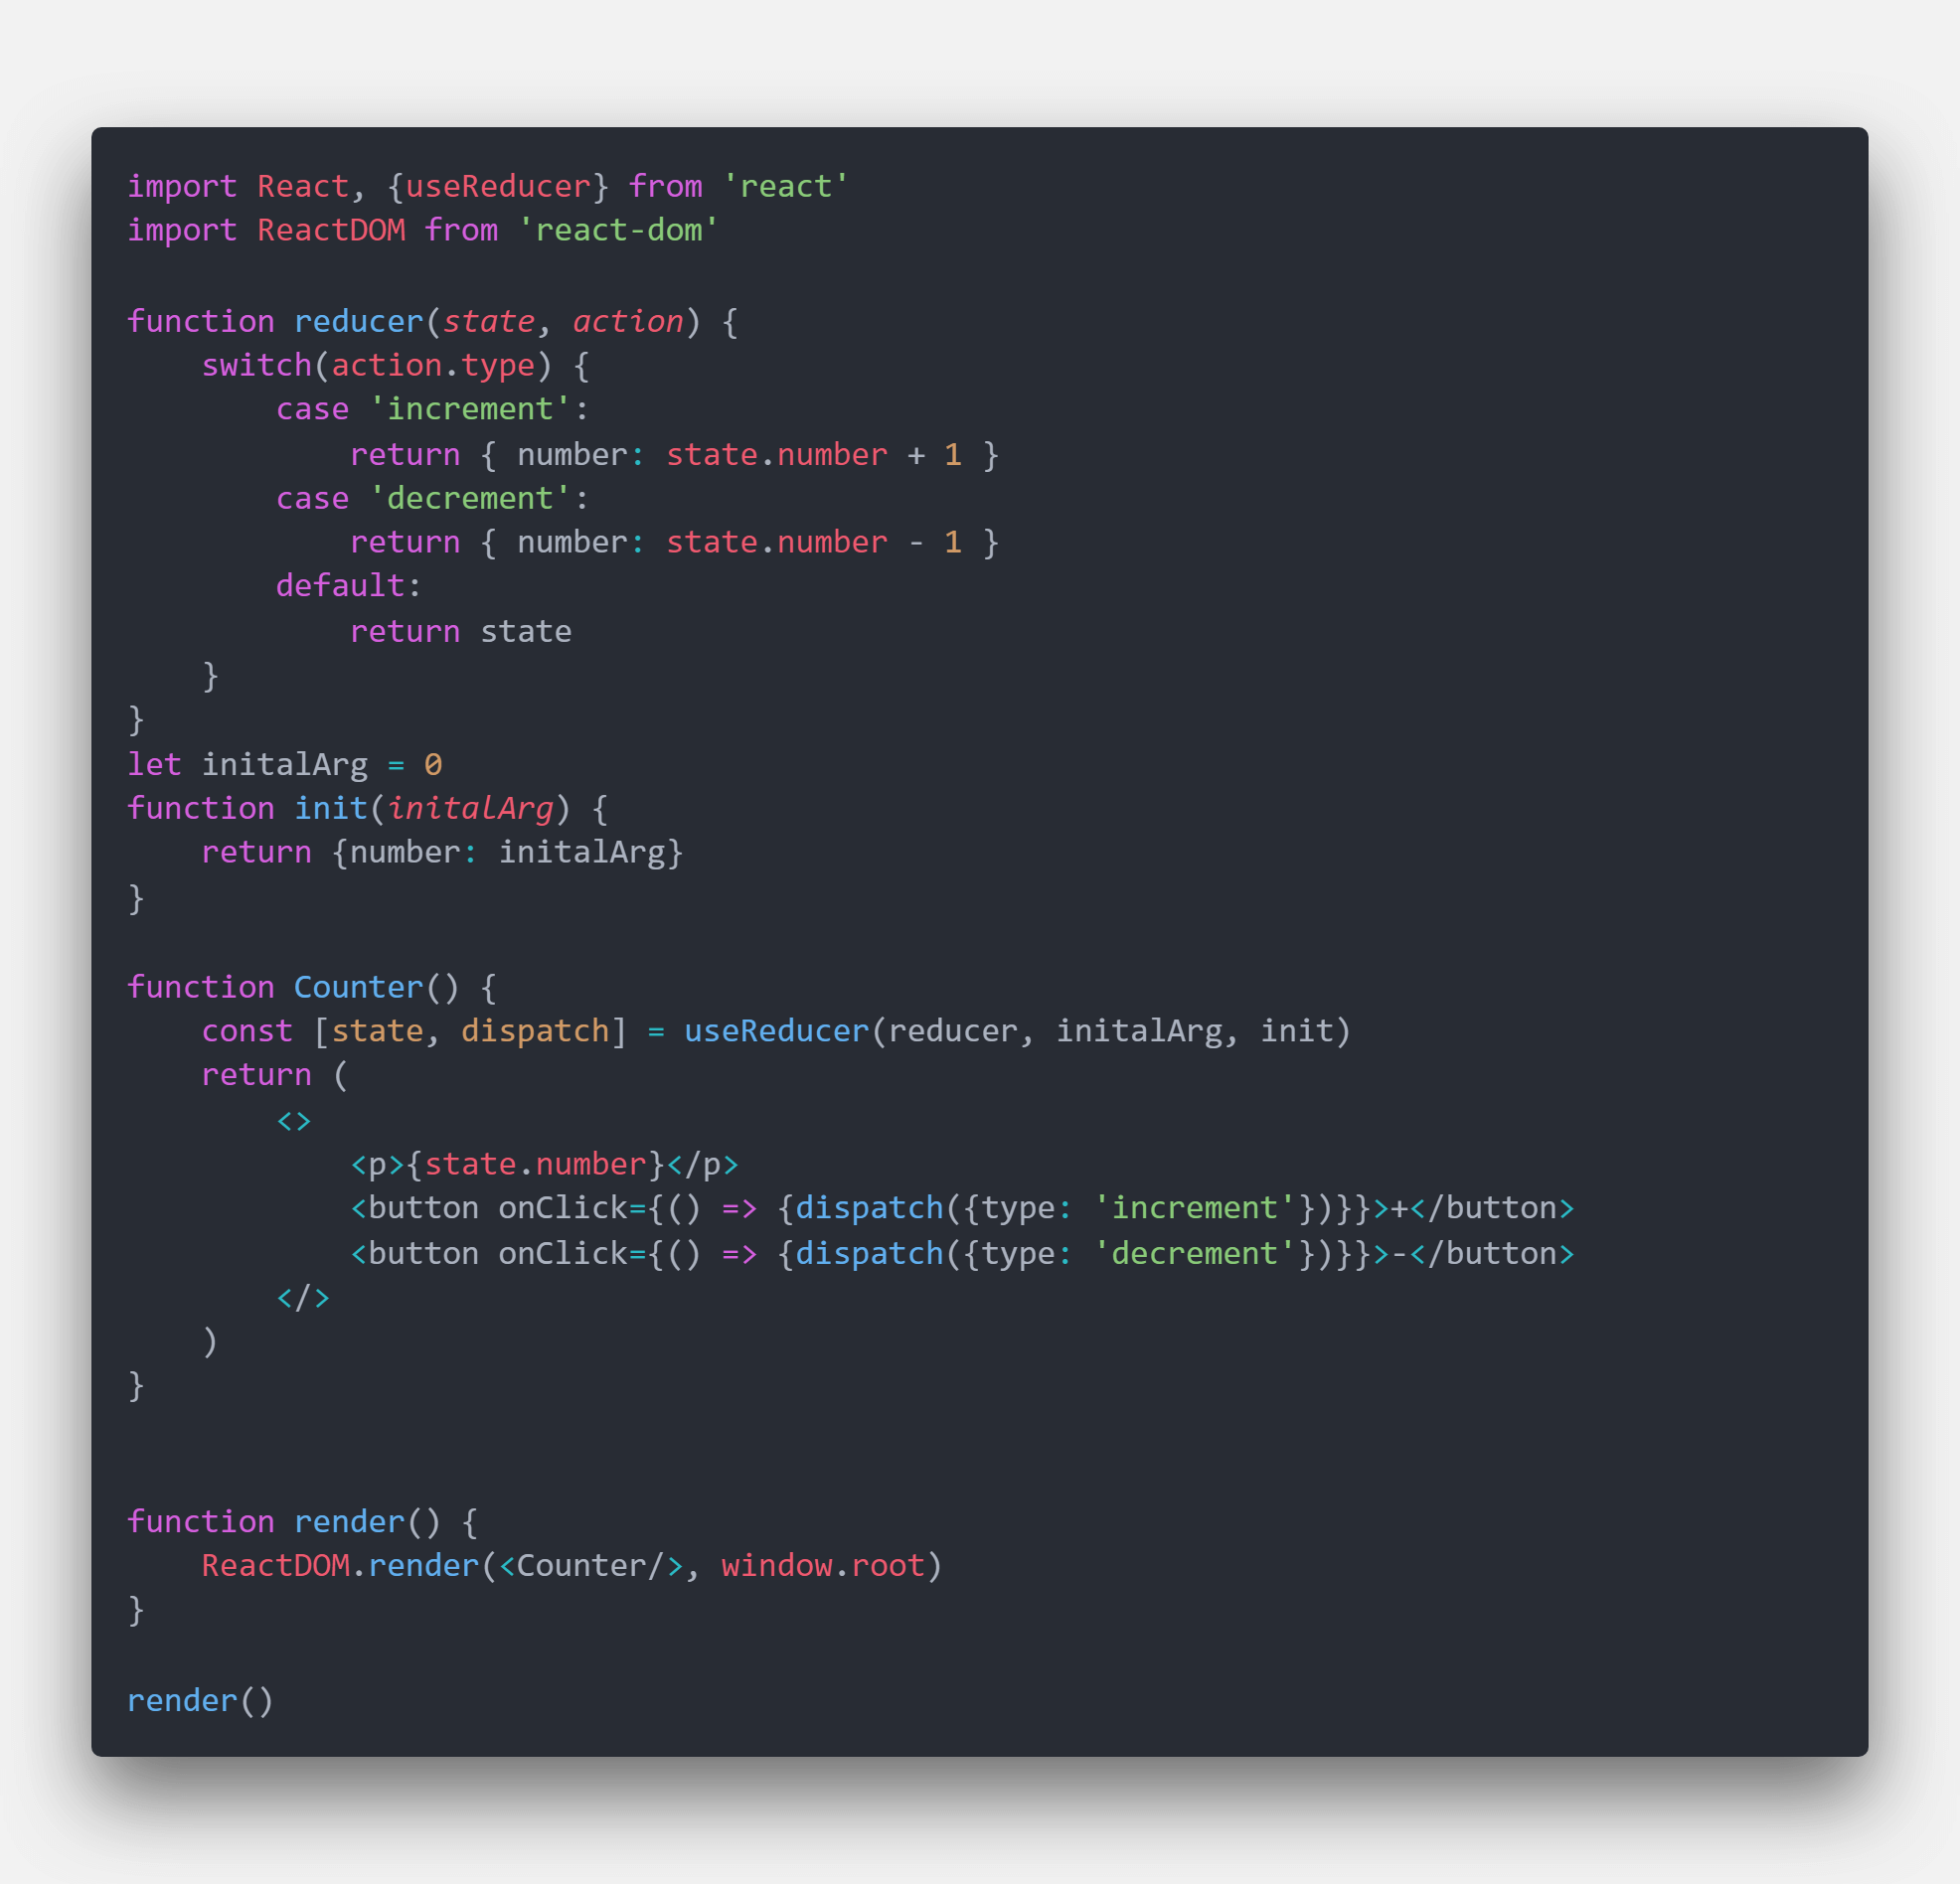 import React, {useReducer} from 'react'
import ReactDOM from 'react-dom'

function reducer(state, action) {
    switch(action.type) {
        case 'increment':
            return { number: state.number + 1 }
        case 'decrement':
            return { number: state.number - 1 }
        default:
            return state
    }
}
let initalArg = 0
function init(initalArg) {
    return {number: initalArg}
}

function Counter() {
    const [state, dispatch] = useReducer(reducer, initalArg, init)
    return (
        <>
            <p>{state.number}</p>
            <button onClick={() => {dispatch({type: 'increment'})}}>+</button>
            <button onClick={() => {dispatch({type: 'decrement'})}}>-</button>
        </>
    )
}


function render() {
    ReactDOM.render(<Counter/>, window.root)
}

render()